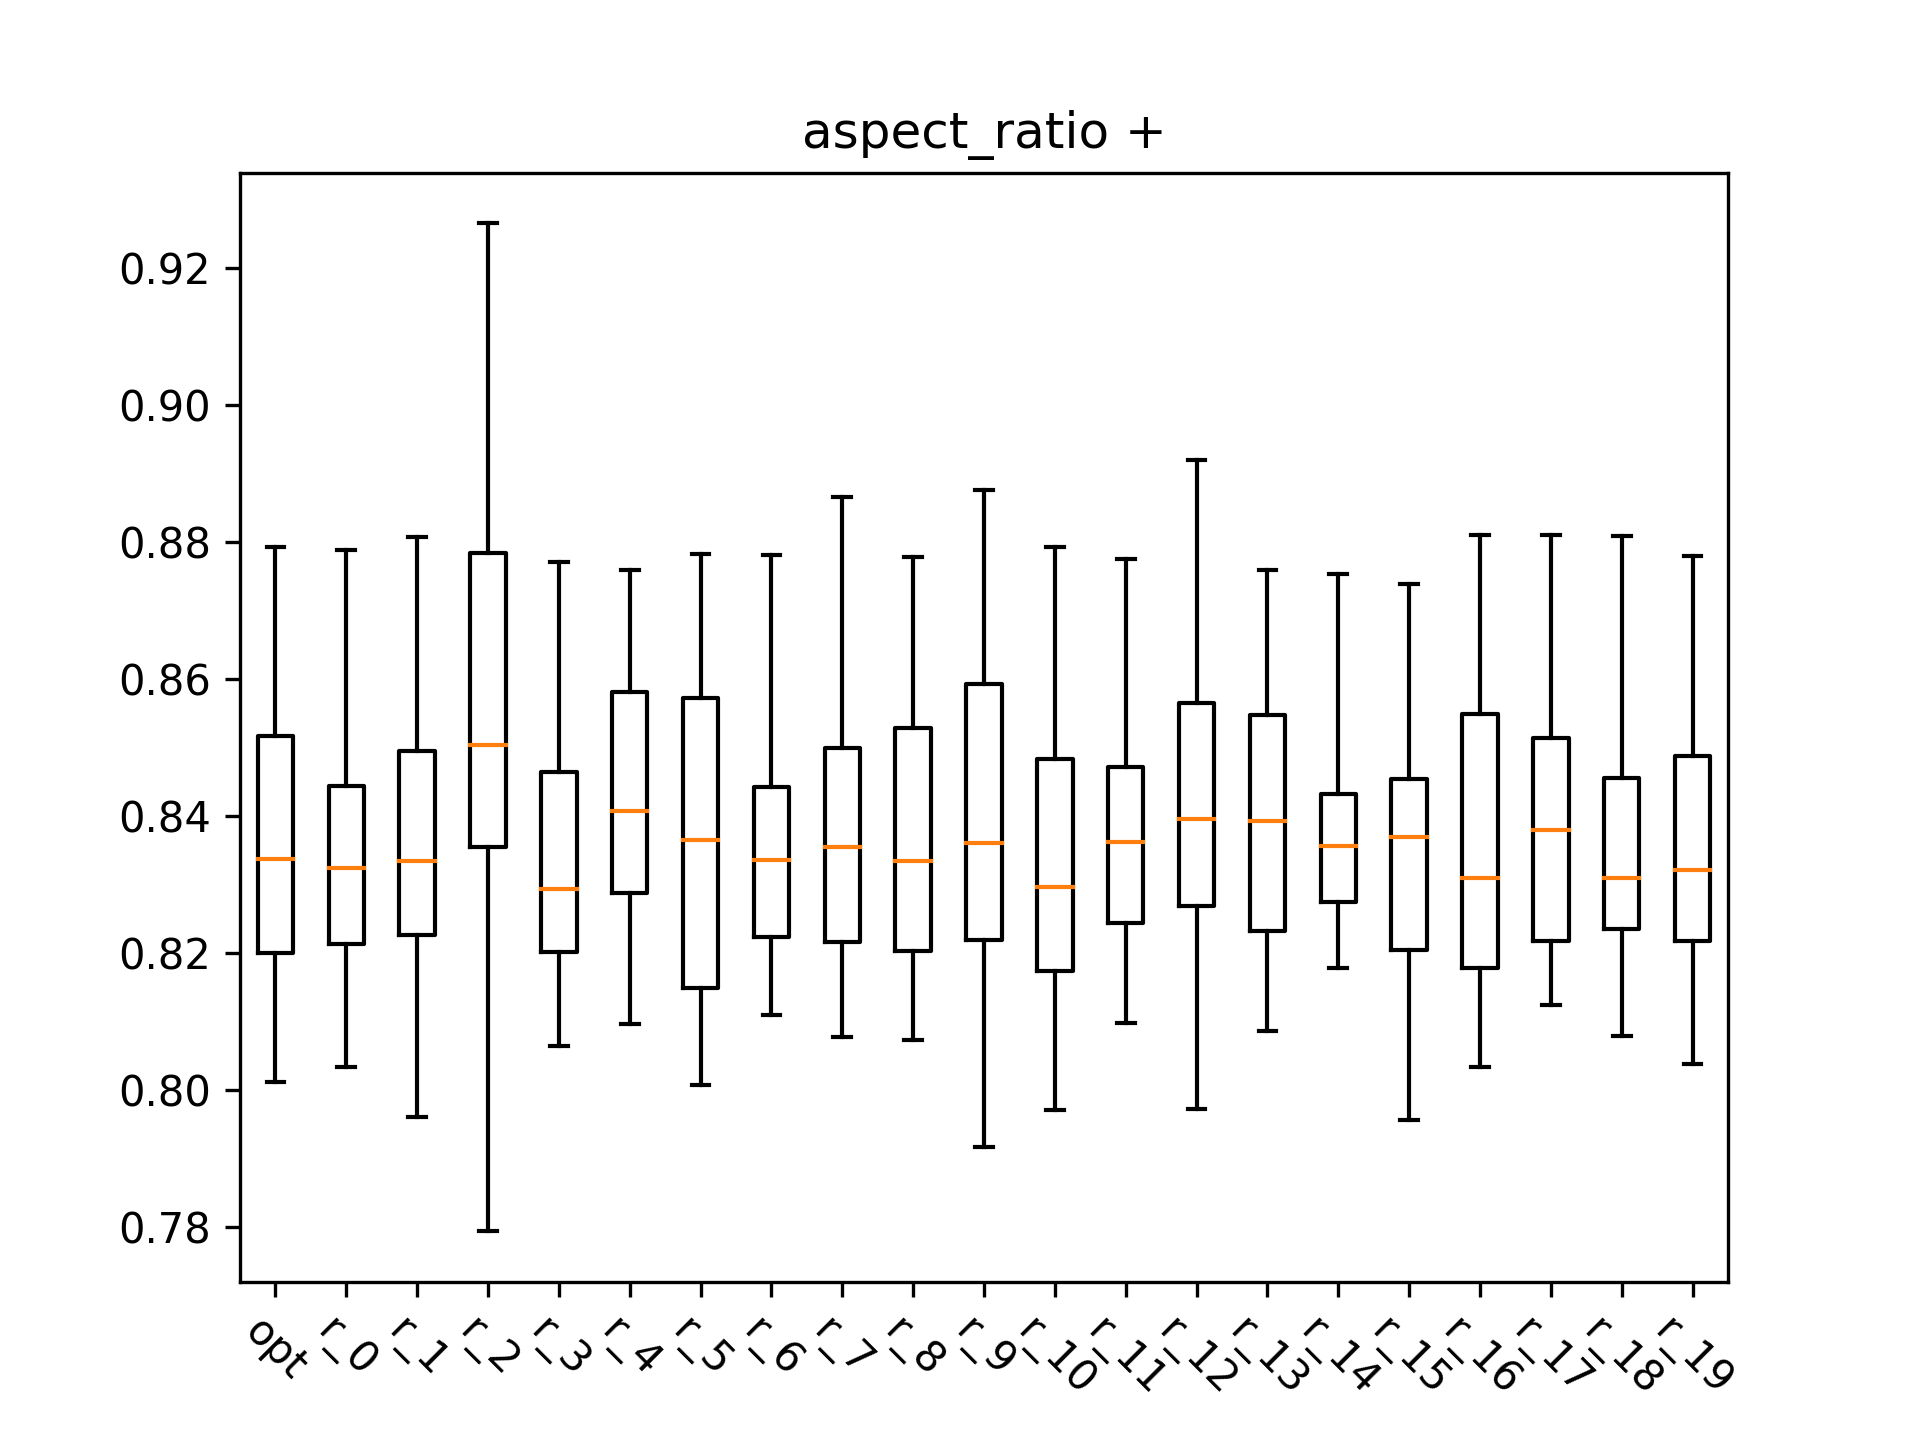 aspect_ratio +
0.92
0.90
0.88
0.86
0.84
0.82
0.80
0.78
opt
r_0
r_1
r_2
r_3
r_4
r_5
r_6
r_7
r_8
r_9
r_10
r_11
r_12
r_13
r_14
r_15
r_16
r_17
r_18
r_19